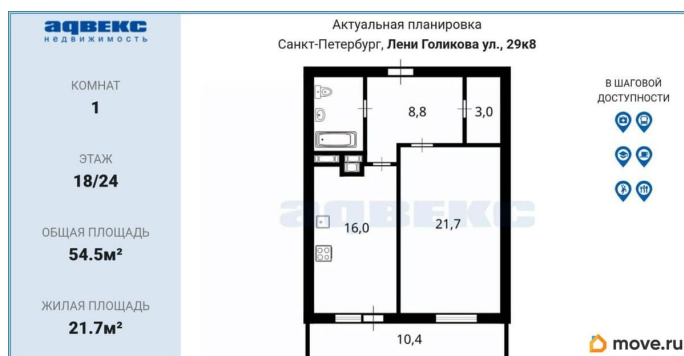 адвекс
НЕДВИЖИМОСТЬ
КОМНАТ
1
ЭТАЖ
18/24
ОБЩАЯ ПЛОЩАДЬ
54.5м²
ЖИЛАЯ ПЛОЩАДЬ
21.7м²
Актуальная планировка
Санкт-Петербург, Лени Голикова ул., 29к8
8,8
3,0
адвекс
16,0
21,7
10,4
В ШАГОВОЙ
ДОСТУПНОСТИ
move.ru